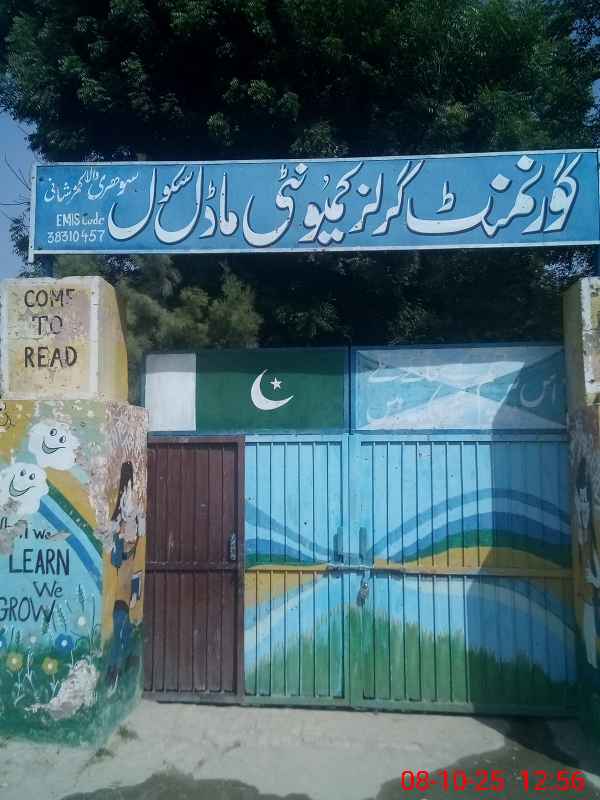 گورنمنٹ گرلز کمیونٹی ماڈل سکول
EMIS Code
38310457
COME
TO
READ
We
LEARN
We
GROW
08-10-25 12:56